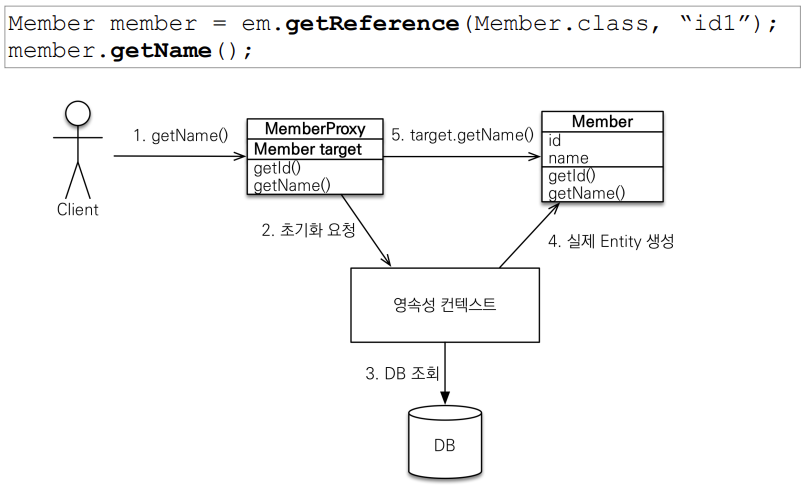 Member member = em.getReference(Member.class, “id1”);
member.getName();
1. getName()
MemberProxy
Member target
getId()
getName()
5. target.getName()
Member
id
name
getId()
getName()
Client
2. 초기화 요청
4. 실제 Entity 생성
영속성 컨텍스트
3. DB 조회
DB